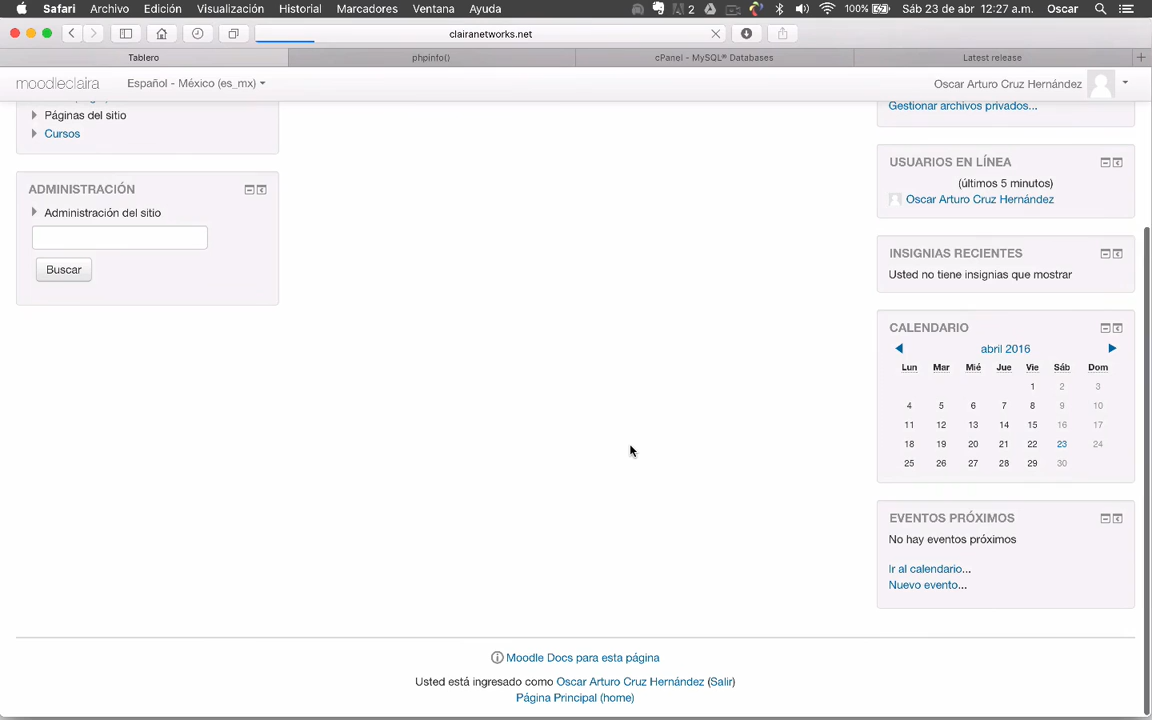 Safari Archivo Edición Visualización Historial Marcadores Ventana Ayuda 2 100% Sáb 23 de abr 12:27 a.m. Oscar
clairanetworks.net
Tablero phpinfo() cPanel - MySQL® Databases Latest release
moodleclaira Español - México (es_mx) Oscar Arturo Cruz Hernández
Páginas del sitio
Cursos
ADMINISTRACIÓN
Administración del sitio
Buscar
Gestionar archivos privados...
USUARIOS EN LÍNEA
(últimos 5 minutos)
Oscar Arturo Cruz Hernández
INSIGNIAS RECIENTES
Usted no tiene insignias que mostrar
CALENDARIO
abril 2016
Lun Mar Mié Jue Vie Sáb Dom
1 2 3
4 5 6 7 8 9 10
11 12 13 14 15 16 17
18 19 20 21 22 23 24
25 26 27 28 29 30
EVENTOS PRÓXIMOS
No hay eventos próximos
Ir al calendario...
Nuevo evento...
Moodle Docs para esta página
Usted está ingresado como Oscar Arturo Cruz Hernández (Salir)
Página Principal (home)